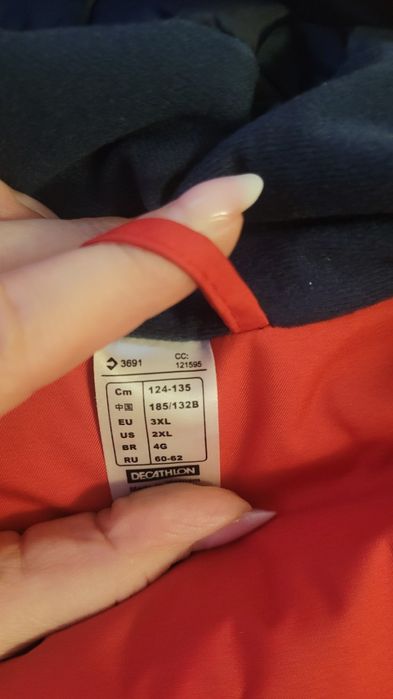 3691 CC: 121595
Cm 124-135
中国 185/132B
EU 3XL
US 2XL
BR 4G
RU 60-62
DECATHLON